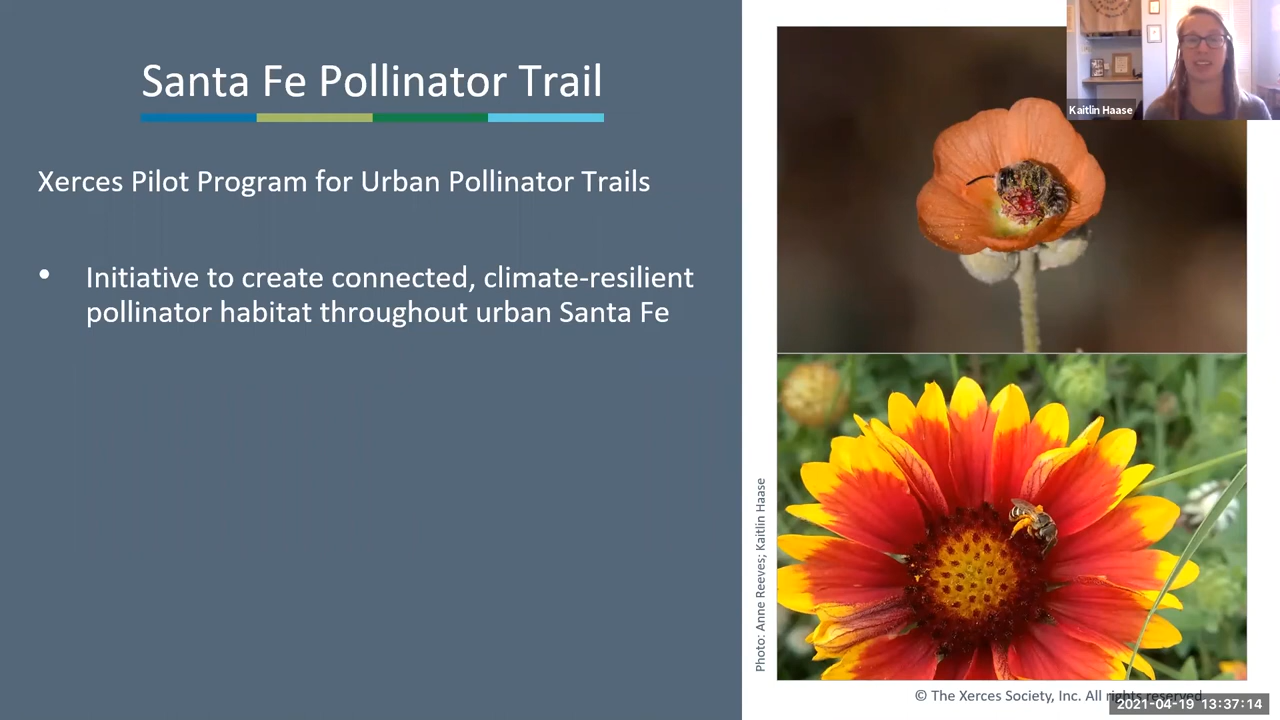 Santa Fe Pollinator Trail
Xerces Pilot Program for Urban Pollinator Trails
• Initiative to create connected, climate-resilient
pollinator habitat throughout urban Santa Fe
Kaitlin Haase
Photo: Anne Reeves; Kaitlin Haase
© The Xerces Society, Inc. All rights reserved
2021-04-19 13:37:14